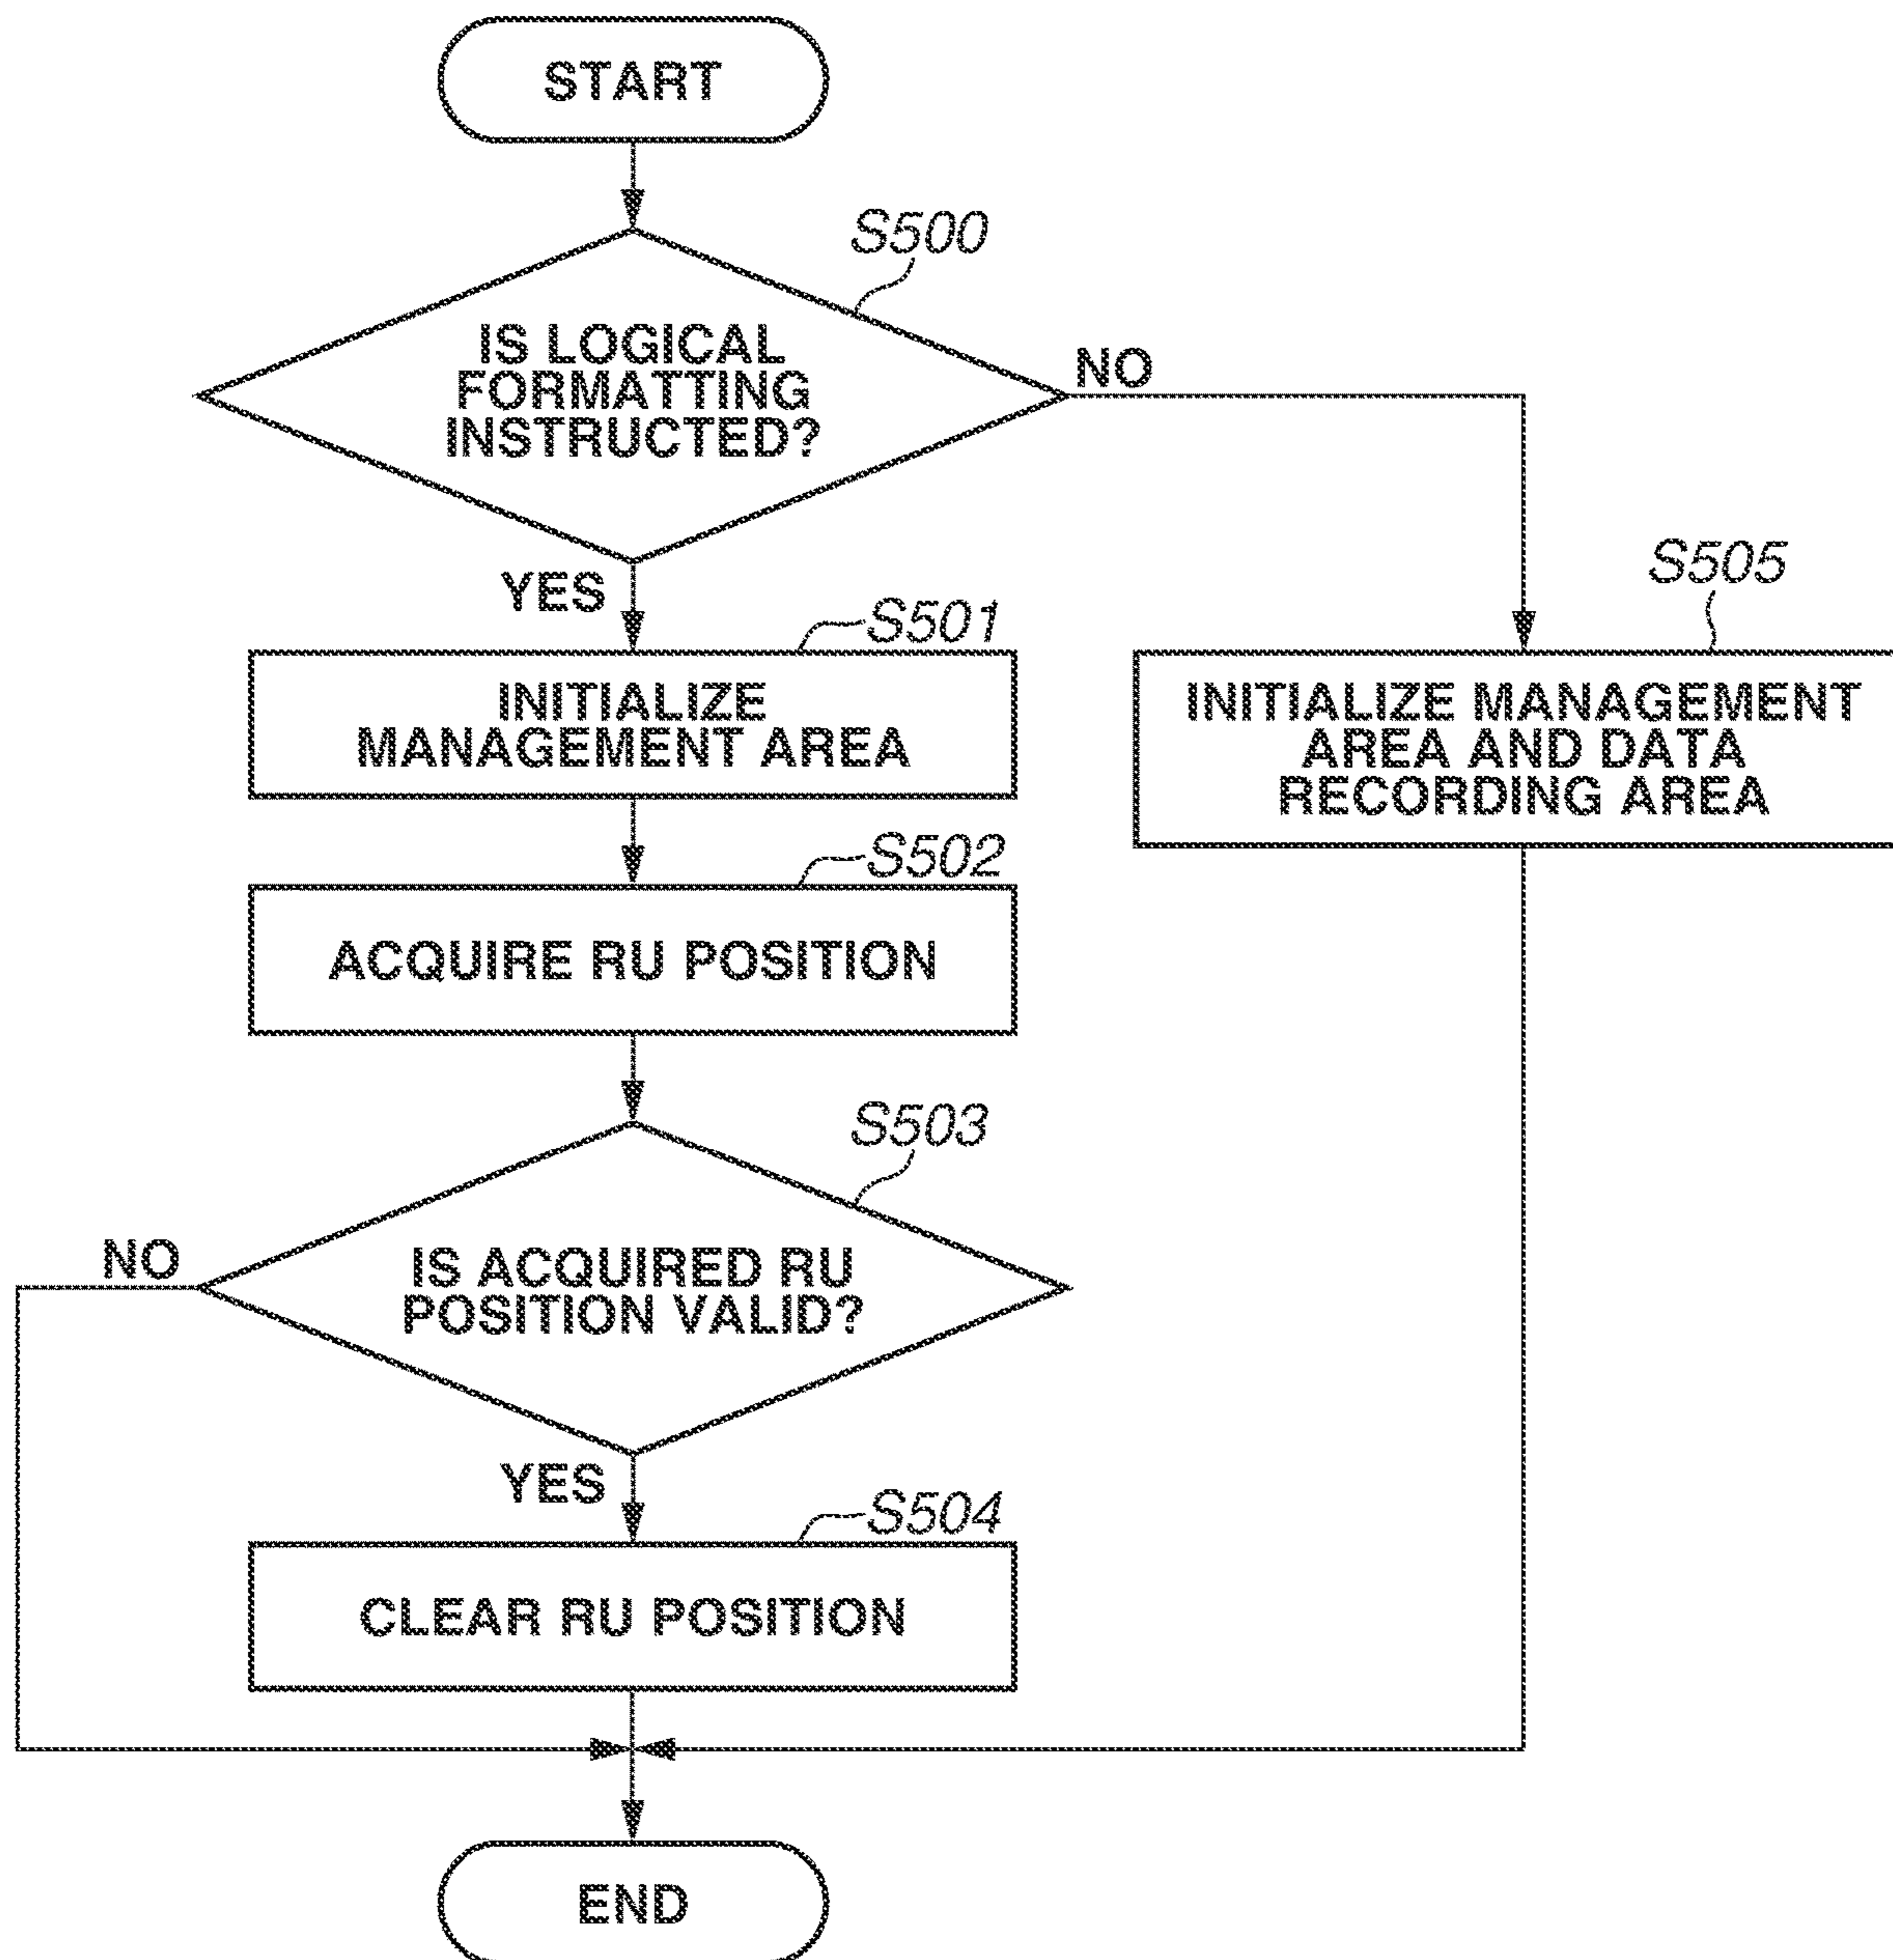 START
S500
IS LOGICAL
FORMATTING
INSTRUCTED?
NO
YES
S501
INITIALIZE
MANAGEMENT AREA
S505
INITIALIZE MANAGEMENT
AREA AND DATA
RECORDING AREA
S502
ACQUIRE RU POSITION
S503
IS ACQUIRED RU
POSITION VALID?
NO
YES
S504
CLEAR RU POSITION
END